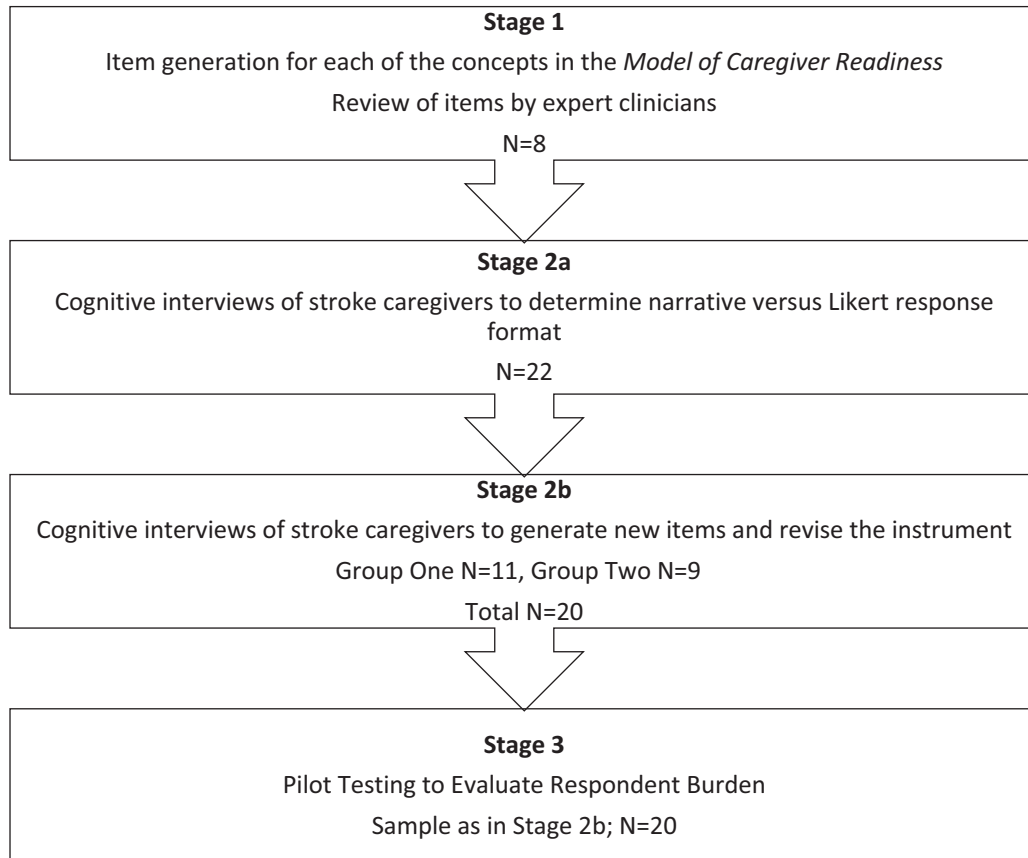 Stage 1
Item generation for each of the concepts in the Model of Caregiver Readiness
Review of items by expert clinicians
N=8
Stage 2a
Cognitive interviews of stroke caregivers to determine narrative versus Likert response
format
N=22
Stage 2b
Cognitive interviews of stroke caregivers to generate new items and revise the instrument
Group One N=11, Group Two N=9
Total N=20
Stage 3
Pilot Testing to Evaluate Respondent Burden
Sample as in Stage 2b; N=20